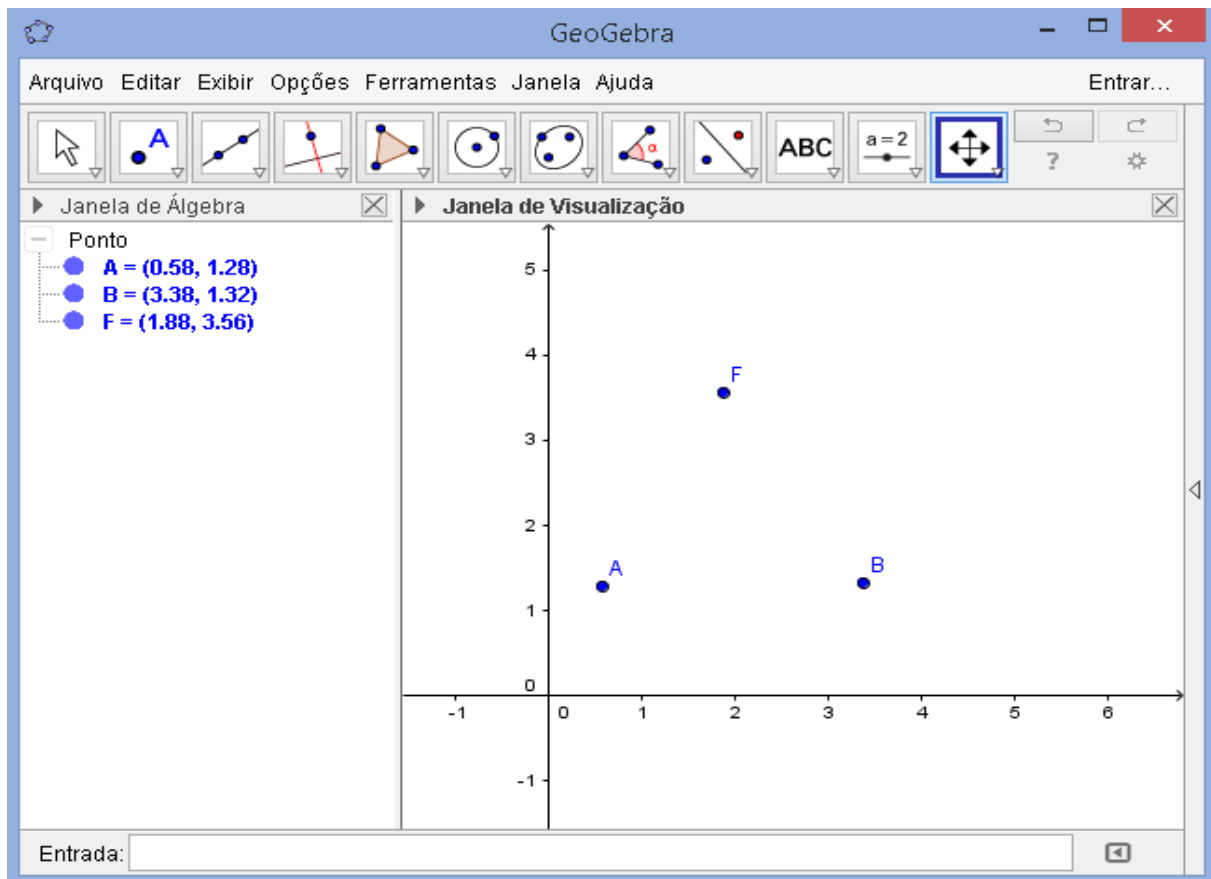 GeoGebra
Arquivo Editar Exibir Opções Ferramentas Janela Ajuda Entrar...
A ABC a = 2 ?
α
Janela de Álgebra
Janela de Visualização
Ponto
A = (0.58, 1.28)
B = (3.38, 1.32)
F = (1.88, 3.56)
5
4
F
3
2
A B
1
0
-1 0 1 2 3 4 5 6
-1
Entrada: